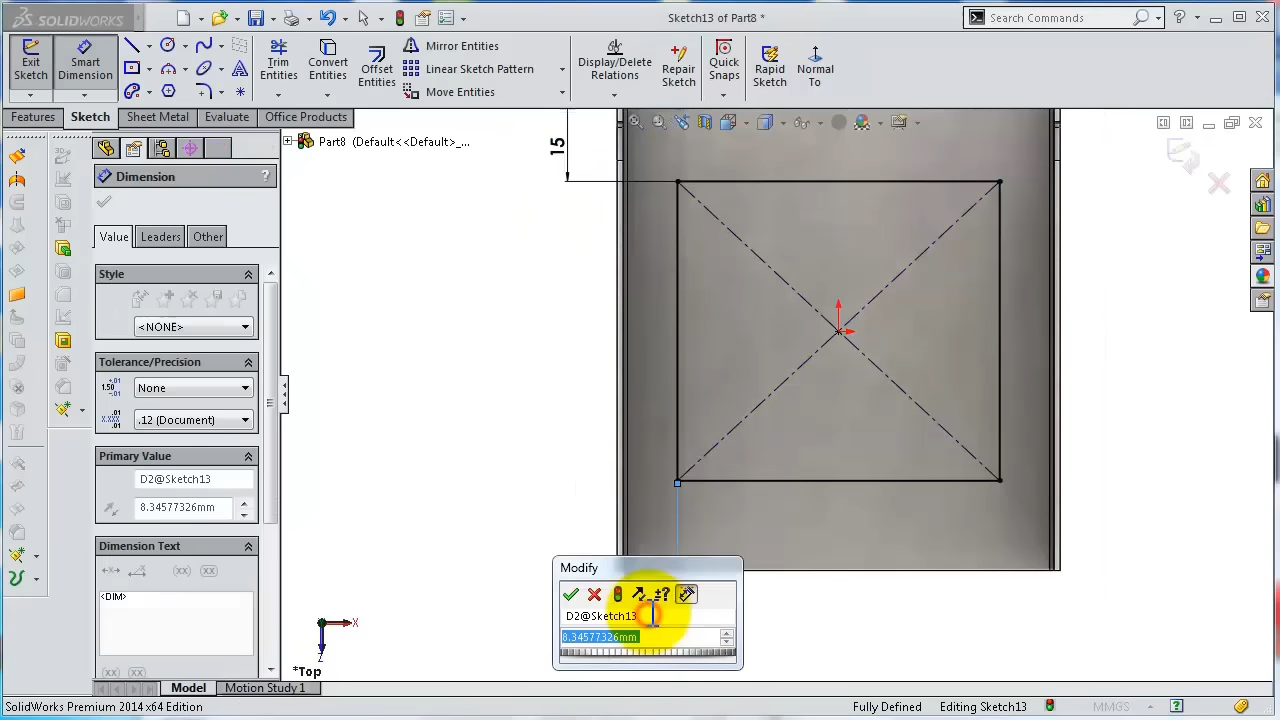 SOLIDWORKS
Sketch13 of Part8 *
Search Commands
Exit Sketch
Smart Dimension
Trim Entities
Convert Entities
Offset Entities
Mirror Entities
Linear Sketch Pattern
Move Entities
Display/Delete Relations
Repair Sketch
Quick Snaps
Rapid Sketch
Normal To
Features
Sketch
Sheet Metal
Evaluate
Office Products
Part8 (Default<<Default>_...
Dimension
?
Value
Leaders
Other
Style
<NONE>
Tolerance/Precision
None
.12 (Document)
Primary Value
D2@Sketch13
8.34577326mm
Dimension Text
<DIM>
15
Modify
D2@Sketch13
8.34577326mm
X
Z
*Top
Model
Motion Study 1
SolidWorks Premium 2014 x64 Edition
Fully Defined
Editing Sketch13
MMGS